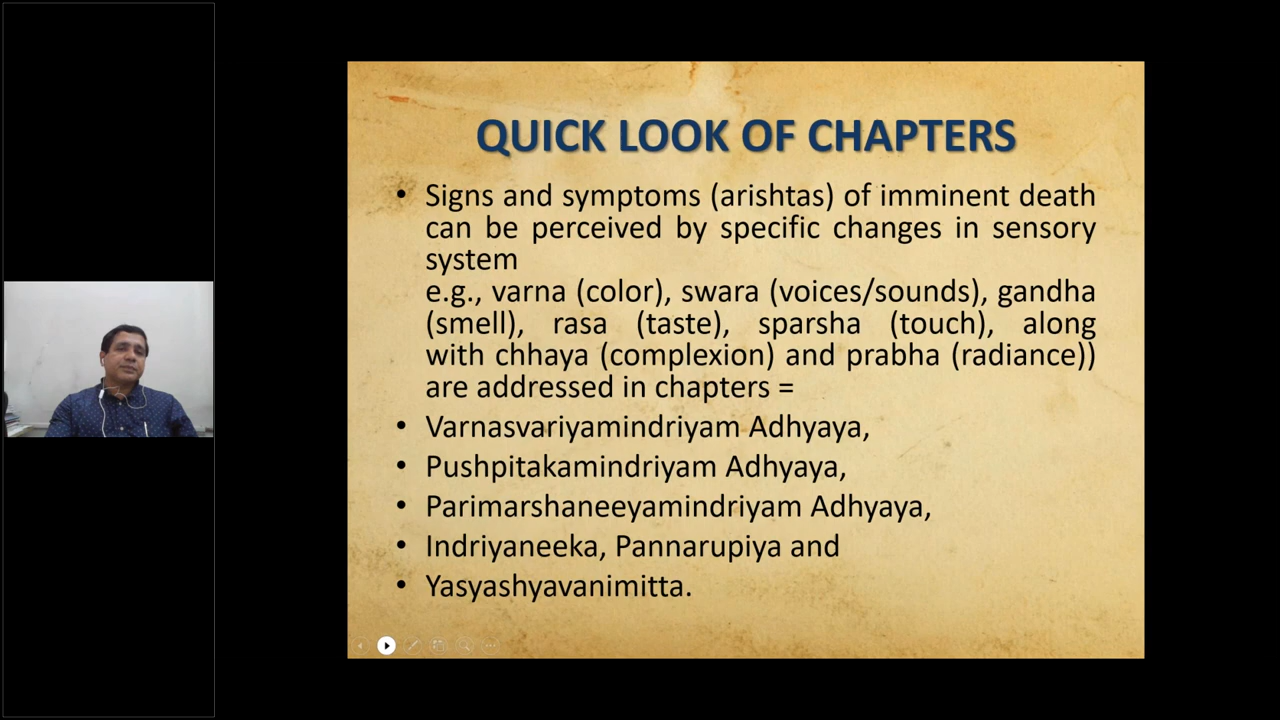 QUICK LOOK OF CHAPTERS
• Signs and symptoms (arishtas) of imminent death
can be perceived by specific changes in sensory
system
e.g., varna (color), swara (voices/sounds), gandha
(smell), rasa (taste), sparsha (touch), along
with chhaya (complexion) and prabha (radiance))
are addressed in chapters =
• Varnasvariyamindriyam Adhyaya,
• Pushpitakamindriyam Adhyaya,
• Parimarshaneeyamindriyam Adhyaya,
• Indriyaneeka, Pannarupiya and
• Yasyashyavanimitta.